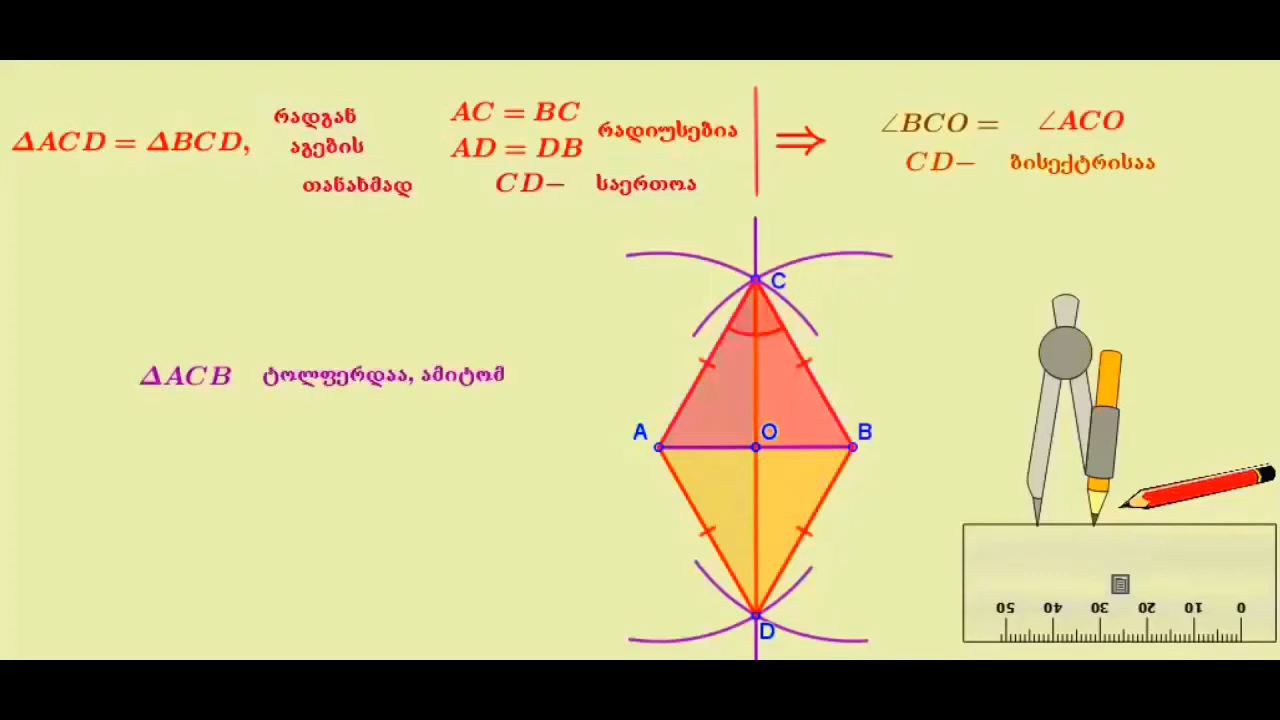 ΔACD = ΔBCD,
რადგან
აგების
თანახმად
AC = BC
AD = DB
რადიუსებია
CD− საერთოა
⇒
∠BCO = ∠ACO
CD− ბისექტრისაა
C
ΔACB ტოლფერდაა, ამიტომ
A
O
B
D
50 40 30 20 10 0